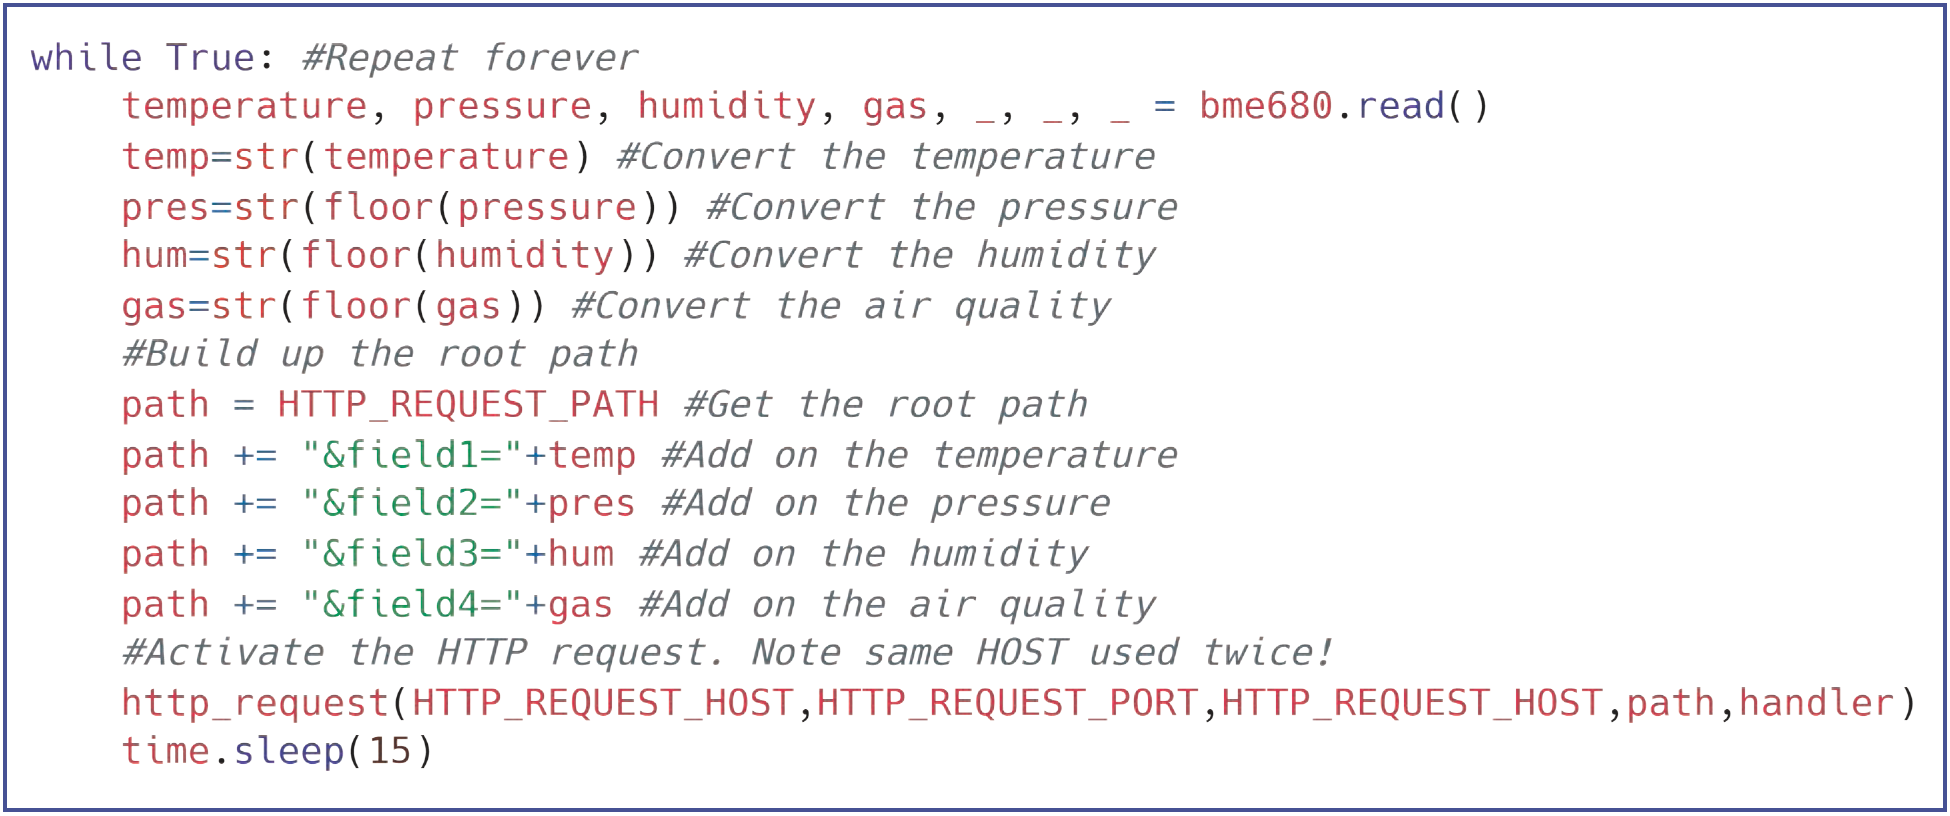 while True: #Repeat forever
    temperature, pressure, humidity, gas, _, _, _ = bme680.read()
    temp=str(temperature) #Convert the temperature
    pres=str(floor(pressure)) #Convert the pressure
    hum=str(floor(humidity)) #Convert the humidity
    gas=str(floor(gas)) #Convert the air quality
    #Build up the root path
    path = HTTP_REQUEST_PATH #Get the root path
    path += "&field1="+temp #Add on the temperature
    path += "&field2="+pres #Add on the pressure
    path += "&field3="+hum #Add on the humidity
    path += "&field4="+gas #Add on the air quality
    #Activate the HTTP request. Note same HOST used twice!
    http_request(HTTP_REQUEST_HOST,HTTP_REQUEST_PORT,HTTP_REQUEST_HOST,path,handler)
    time.sleep(15)